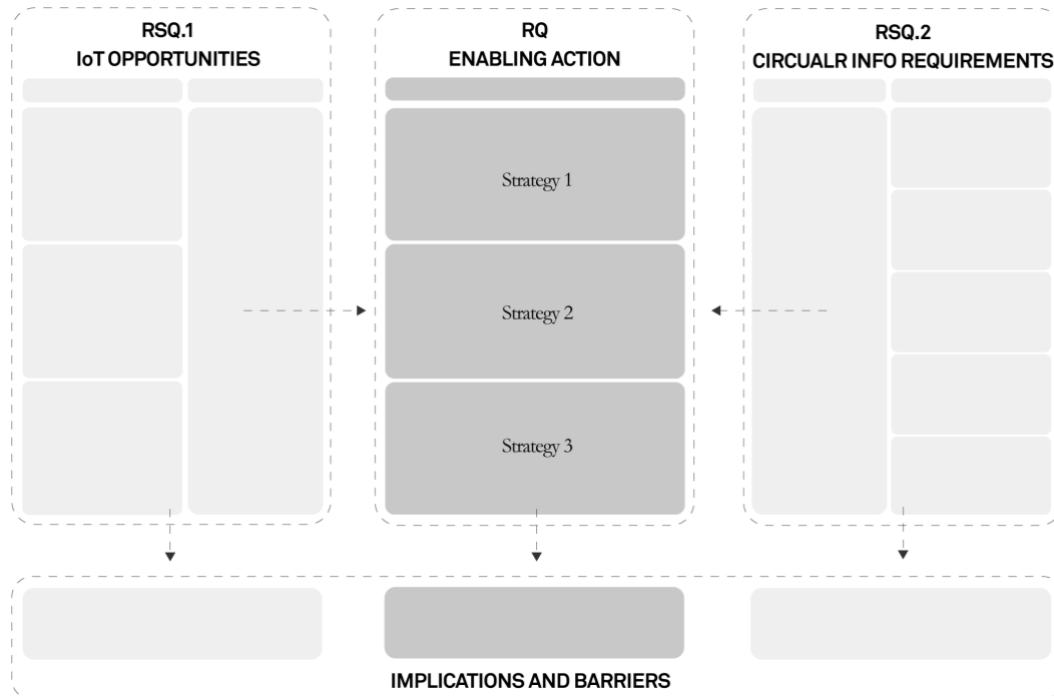 RSQ.1
IoT OPPORTUNITIES
RQ
ENABLING ACTION
RSQ.2
CIRCUALR INFO REQUIREMENTS
Strategy 1
Strategy 2
Strategy 3
IMPLICATIONS AND BARRIERS